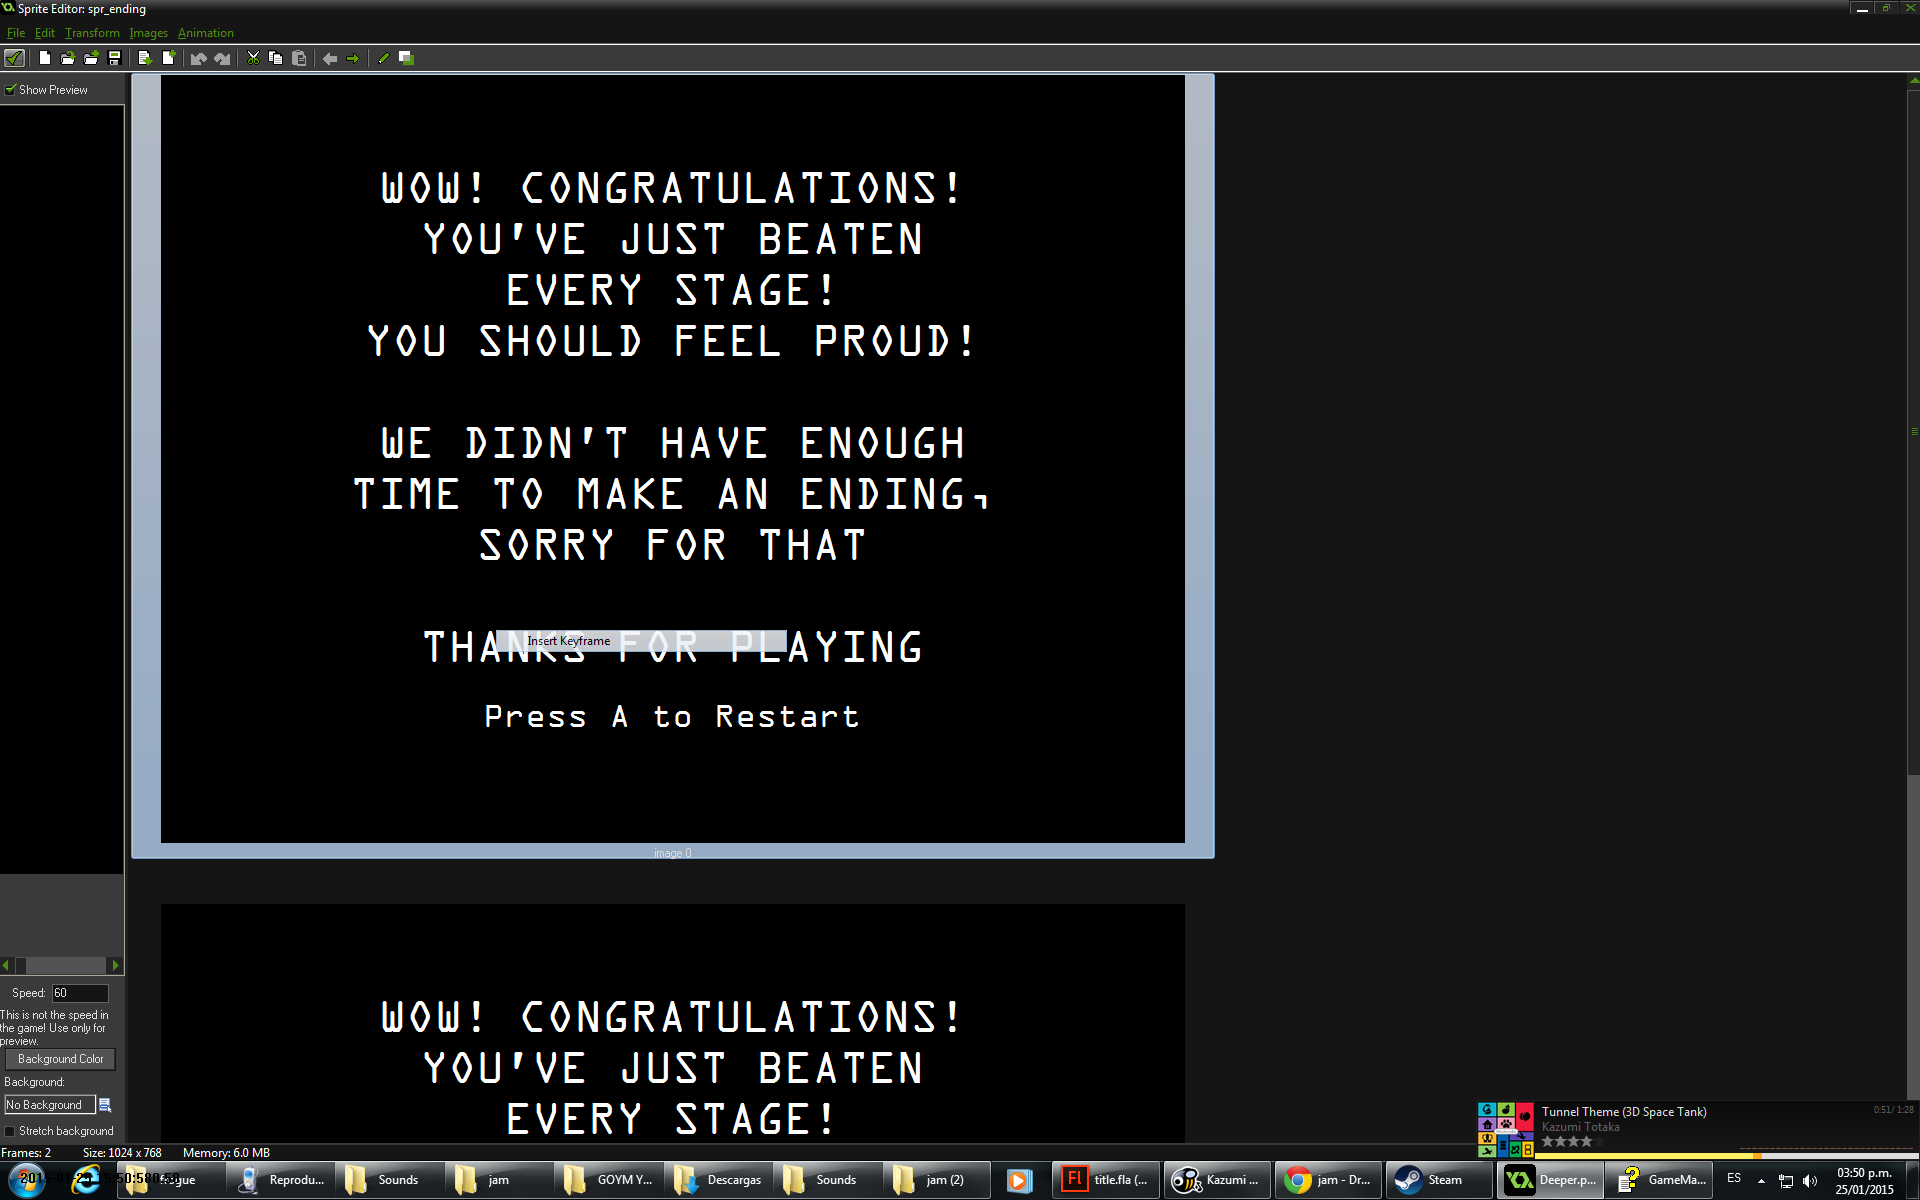 Sprite Editor: spr_ending
File Edit Transform Images Animation
Show Preview
WOW! CONGRATULATIONS!
YOU'VE JUST BEATEN
EVERY STAGE!
YOU SHOULD FEEL PROUD!
WE DIDN'T HAVE ENOUGH
TIME TO MAKE AN ENDING,
SORRY FOR THAT
THANKS FOR PLAYING
Insert Keyframe
Press A to Restart
image 0
WOW! CONGRATULATIONS!
YOU'VE JUST BEATEN
EVERY STAGE!
Speed: 60
This is not the speed in
the game! Use only for
preview.
Background Color
Background:
No Background
Stretch background
Frames: 2 Size: 1024 x 768 Memory: 6.0 MB
Tunnel Theme (3D Space Tank)
0:51 / 1:28
Kazumi Totaka
Reprodu...
Sounds
jam
GOYM Y...
Descargas
Sounds
jam (2)
Fl
title.fla (...
Kazumi ...
jam - Dr...
Steam
Deeper.p...
GameMa...
ES
03:50 p.m.
25/01/2015